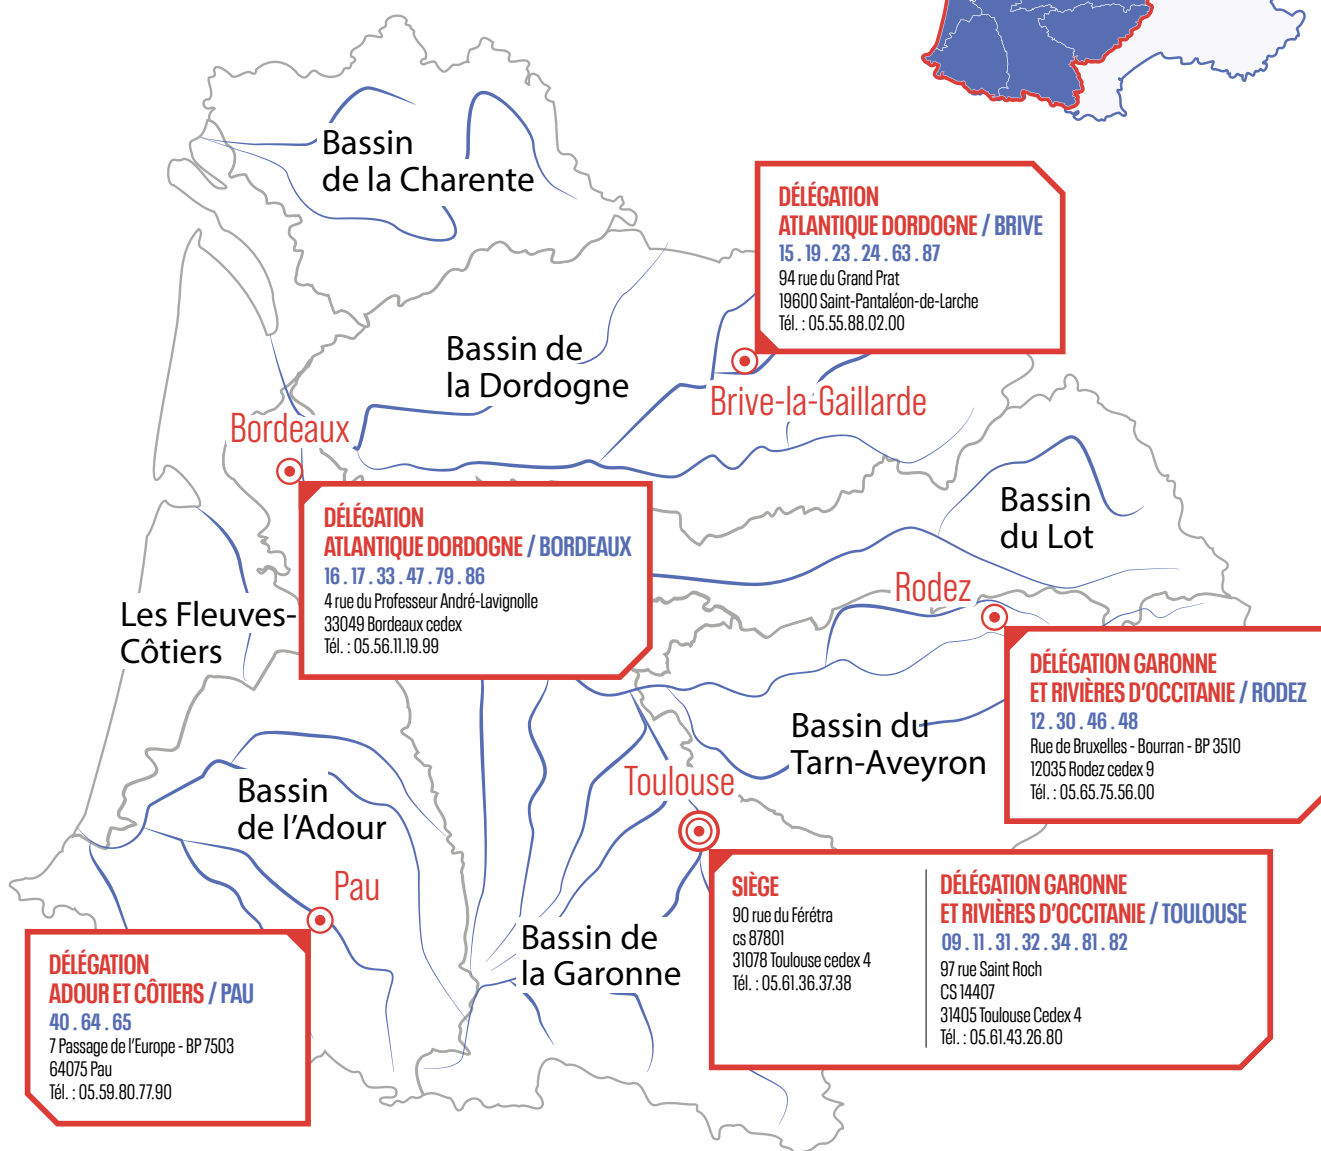 Bassin
de la Charente
DÉLÉGATION
ATLANTIQUE DORDOGNE / BRIVE
15 . 19 . 23 . 24 . 63 . 87
94 rue du Grand Prat
19600 Saint-Pantaléon-de-Larche
Tél. : 05.55.88.02.00
Bassin de
la Dordogne
Brive-la-Gaillarde
Bordeaux
DÉLÉGATION
ATLANTIQUE DORDOGNE / BORDEAUX
16 . 17 . 33 . 47 . 79 . 86
4 rue du Professeur André-Lavignolle
33049 Bordeaux cedex
Tél. : 05.56.11.19.99
Bassin
du Lot
Rodez
Les Fleuves-
Côtiers
DÉLÉGATION GARONNE
ET RIVIÈRES D'OCCITANIE / RODEZ
12 . 30 . 46 . 48
Rue de Bruxelles - Bourran - BP 3510
12035 Rodez cedex 9
Tél. : 05.65.75.56.00
Bassin du
Tarn-Aveyron
Toulouse
Bassin
de l'Adour
Pau
SIÈGE
90 rue du Férétra
cs 87801
31078 Toulouse cedex 4
Tél. : 05.61.36.37.38
DÉLÉGATION GARONNE
ET RIVIÈRES D'OCCITANIE / TOULOUSE
09 . 11 . 31 . 32 . 34 . 81 . 82
97 rue Saint Roch
CS 14407
31405 Toulouse Cedex 4
Tél. : 05.61.43.26.80
Bassin de
la Garonne
DÉLÉGATION
ADOUR ET CÔTIERS / PAU
40 . 64 . 65
7 Passage de l'Europe - BP 7503
64075 Pau
Tél. : 05.59.80.77.90